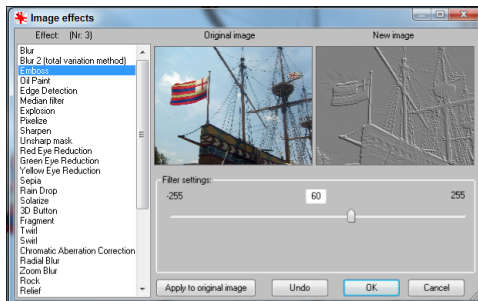 Image effects
Effect: (Nr: 3)
Original image
New image
Blur
Blur 2 (total variation method)
Emboss
Oil Paint
Edge Detection
Median filter
Explosion
Pixelize
Sharpen
Unsharp mask
Red Eye Reduction
Green Eye Reduction
Yellow Eye Reduction
Sepia
Rain Drop
Solarize
3D Button
Fragment
Twirl
Swirl
Chromatic Aberration Correction
Radial Blur
Zoom Blur
Rock
Relief
Filter settings:
-255 60 255
Apply to original image Undo OK Cancel